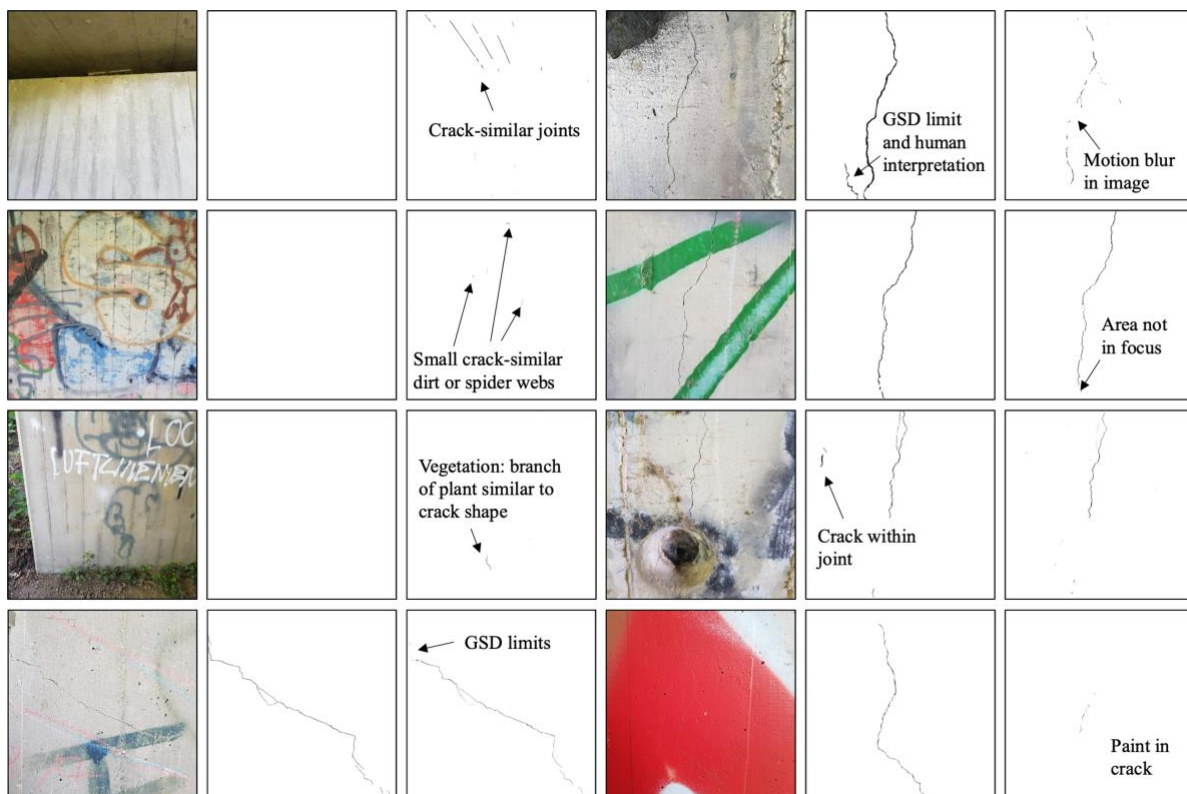 Crack-similar joints
GSD limit
and human
interpretation
Motion blur
in image
Small crack-similar
dirt or spider webs
Area not
in focus
LOC
LUFTLINIE
Vegetation: branch
of plant similar to
crack shape
Crack within
joint
GSD limits
Paint in
crack